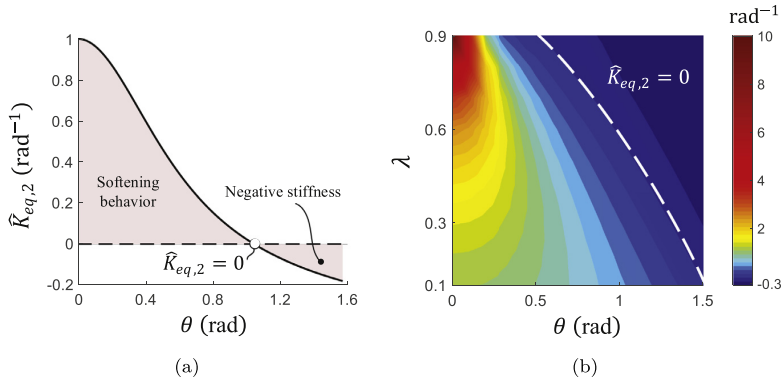 1
0.8
0.6
0.4
0.2
0
-0.2
K̂eq,2 (rad⁻¹)
Softening
behavior
Negative stiffness
K̂eq,2 = 0
0
0.4
0.8
1.2
1.6
θ (rad)
(a)
0.9
0.6
0.3
0.1
λ
K̂eq,2 = 0
0
0.5
1
1.5
θ (rad)
(b)
rad⁻¹
10
8
6
4
2
-0.3